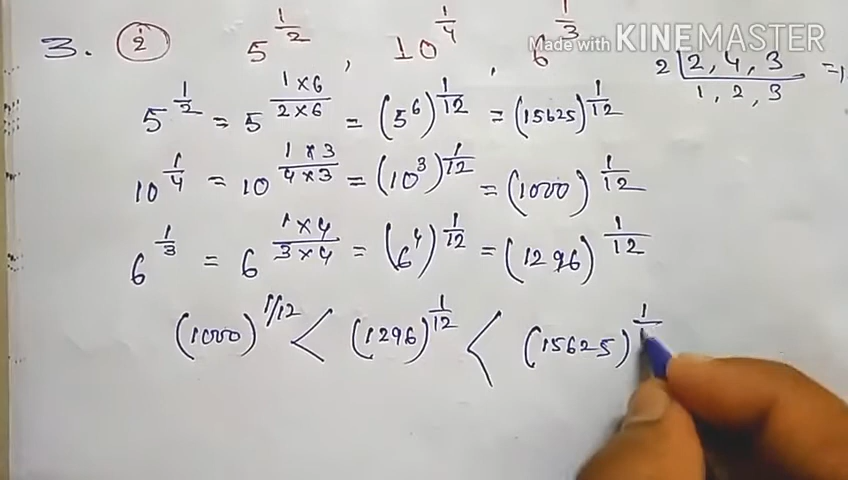 3. (i) 5^{1/2}, 10^{1/4}, 6^{1/3}
Made with KINEMASTER
2 | 2, 4, 3
1, 2, 3
5^{1/2} = 5^{(1×6)/(2×6)} = (5^6)^{1/12} = (15625)^{1/12}
10^{1/4} = 10^{(1×3)/(4×3)} = (10^3)^{1/12} = (1000)^{1/12}
6^{1/3} = 6^{(1×4)/(3×4)} = (6^4)^{1/12} = (1296)^{1/12}
(1000)^{1/12} < (1296)^{1/12} < (15625)^{1/